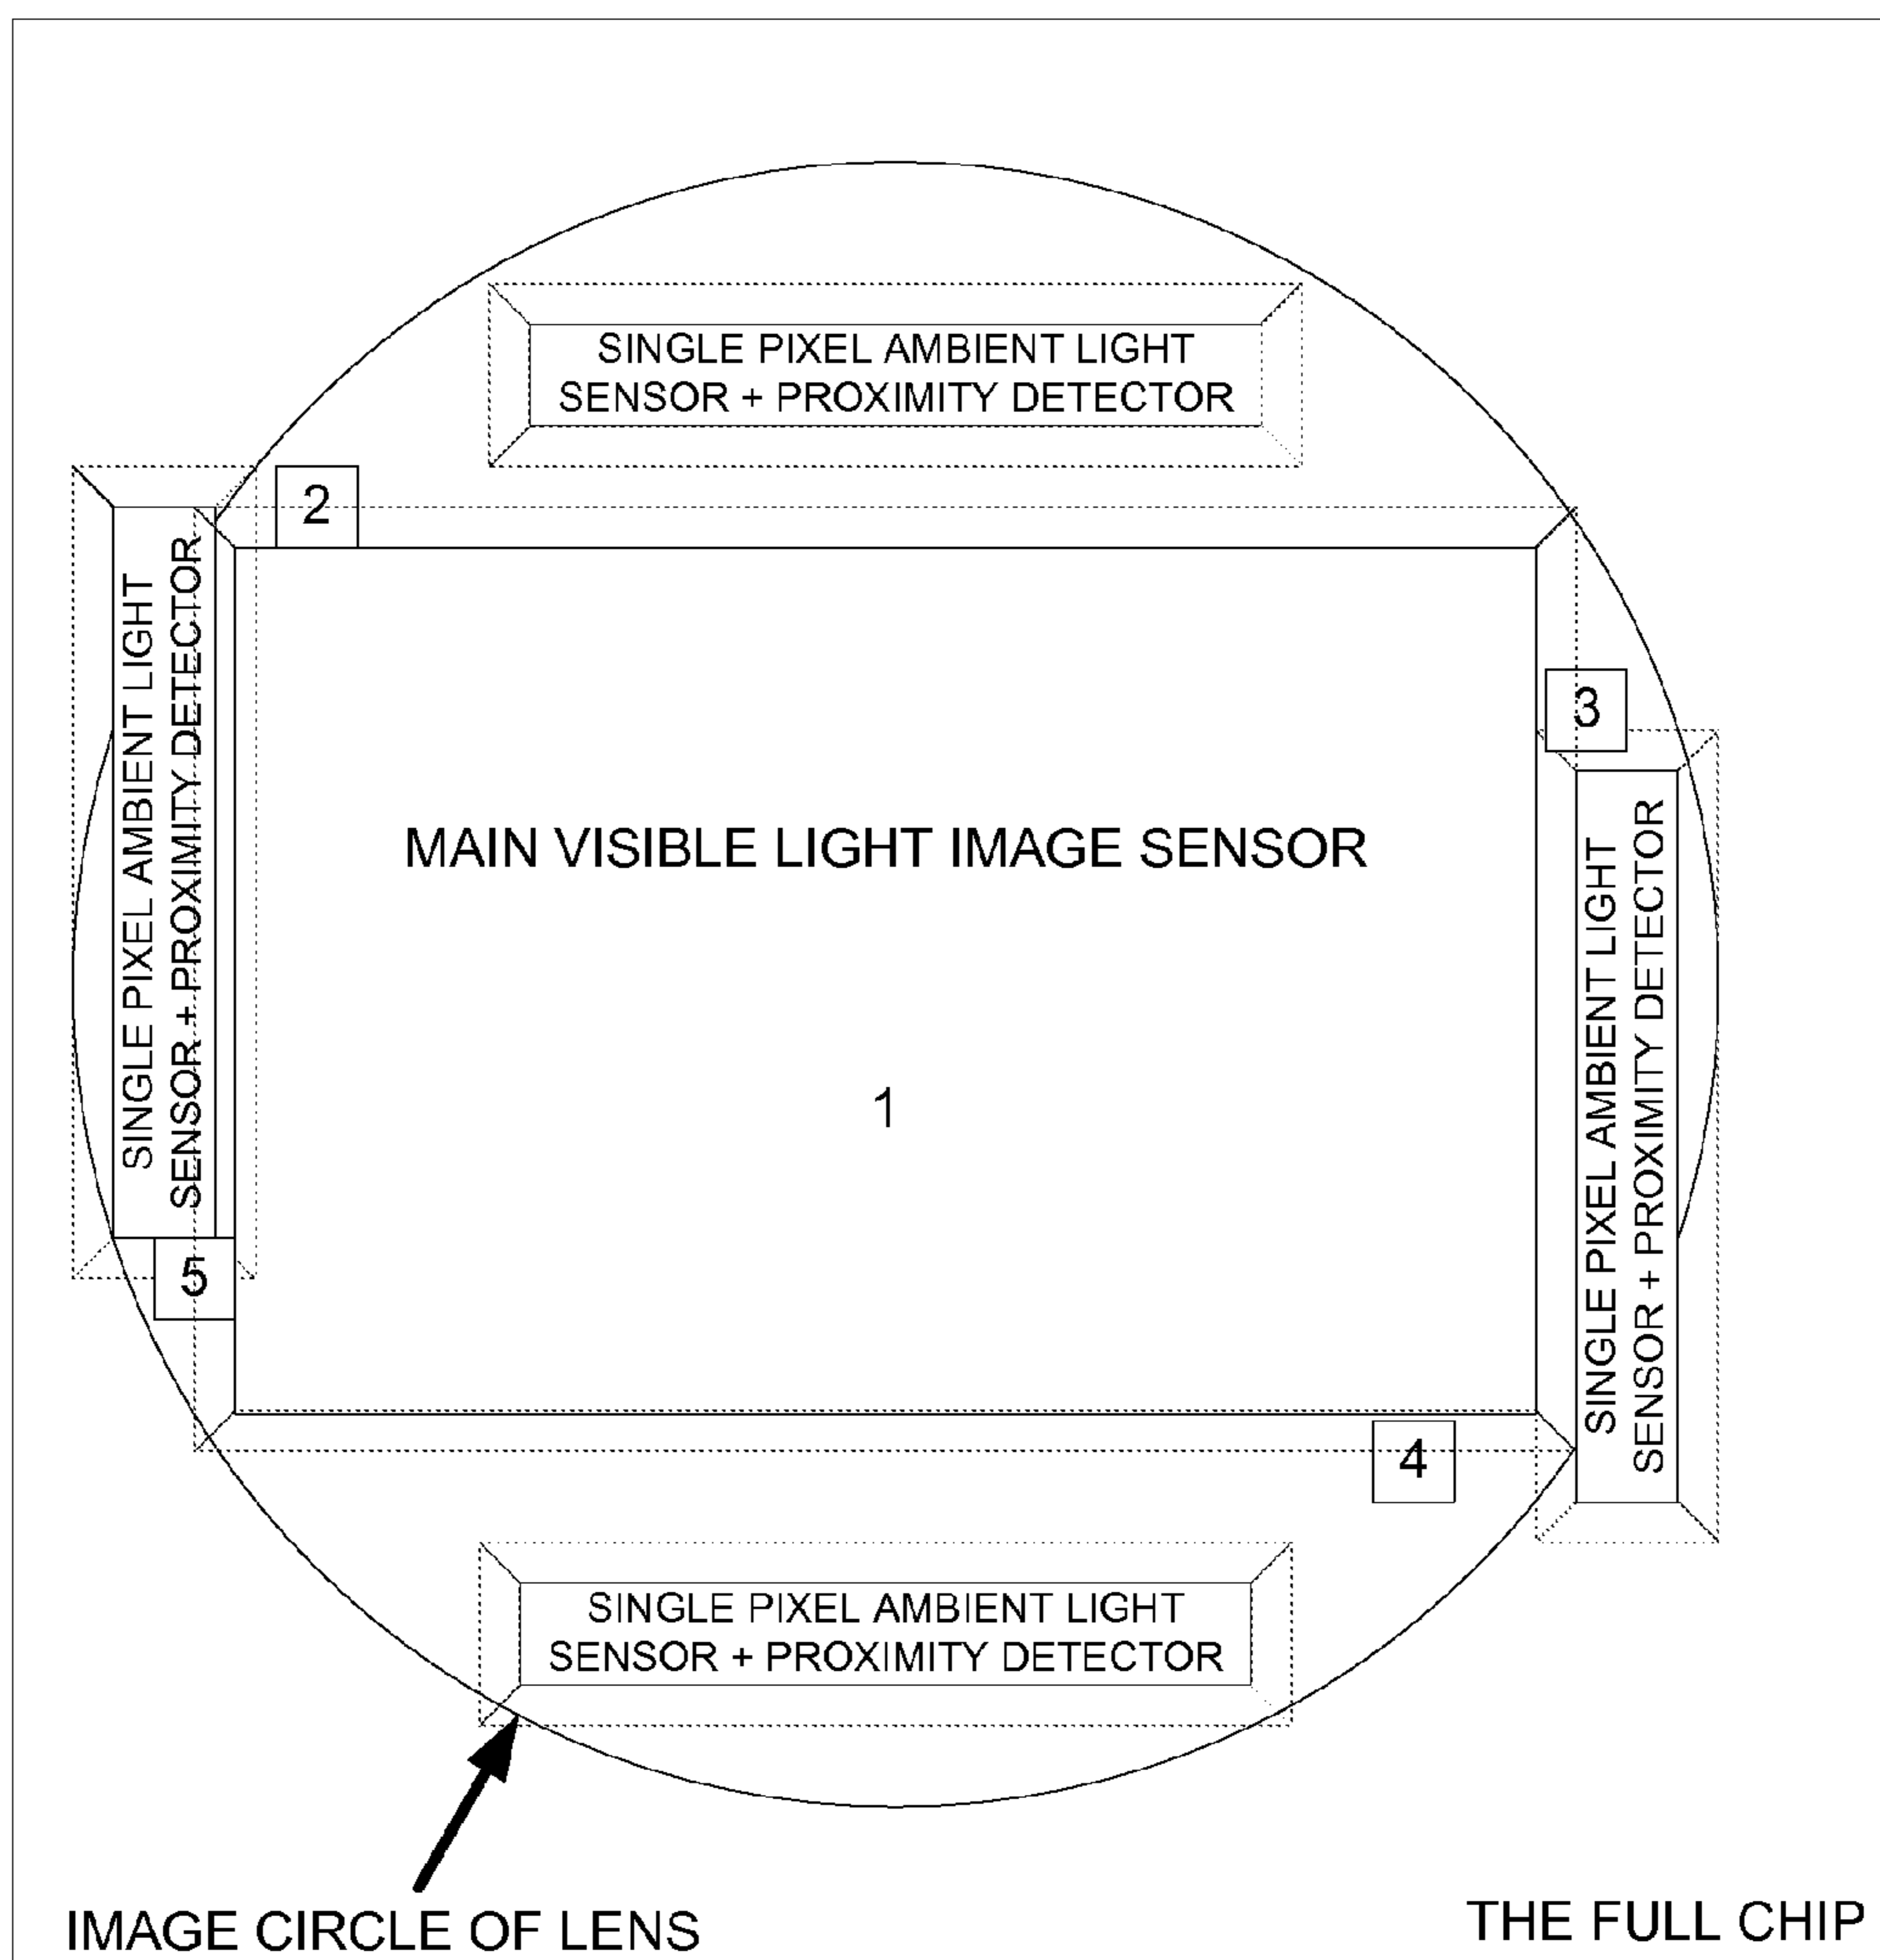 SINGLE PIXEL AMBIENT LIGHT
SENSOR + PROXIMITY DETECTOR
2
SINGLE PIXEL AMBIENT LIGHT
SENSOR + PROXIMITY DETECTOR
3
MAIN VISIBLE LIGHT IMAGE SENSOR
1
SINGLE PIXEL AMBIENT LIGHT
SENSOR + PROXIMITY DETECTOR
5
4
SINGLE PIXEL AMBIENT LIGHT
SENSOR + PROXIMITY DETECTOR
IMAGE CIRCLE OF LENS
THE FULL CHIP